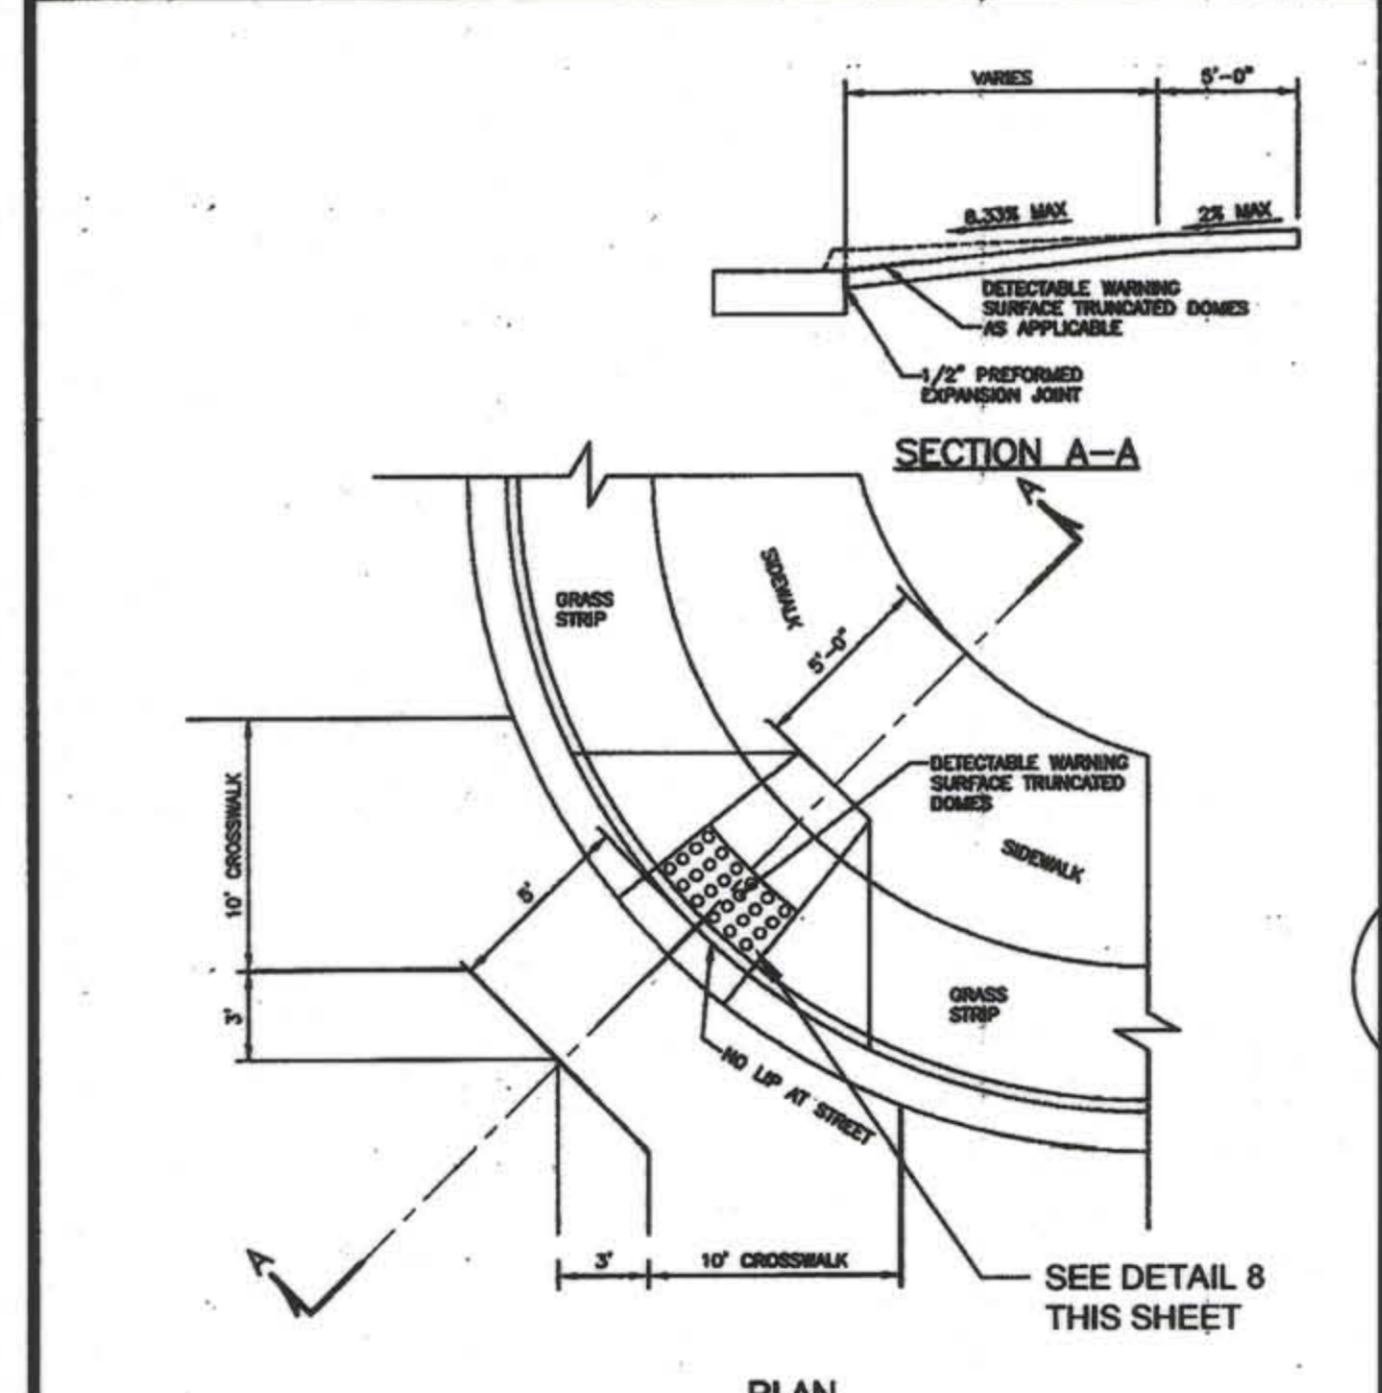 VARIES
5'-0"
8.33% MAX
2% MAX
DETECTABLE WARNING
SURFACE TRUNCATED DOMES
AS APPLICABLE
1/2" PREFORMED
EXPANSION JOINT
SECTION A-A
A
GRASS
STRIP
SIDEWALK
5'-0"
DETECTABLE WARNING
SURFACE TRUNCATED
DOMES
SIDEWALK
10' CROSSWALK
5'
3'
GRASS
STRIP
NO LIP AT STREET
A
3'
10' CROSSWALK
SEE DETAIL 8
THIS SHEET
PLAN